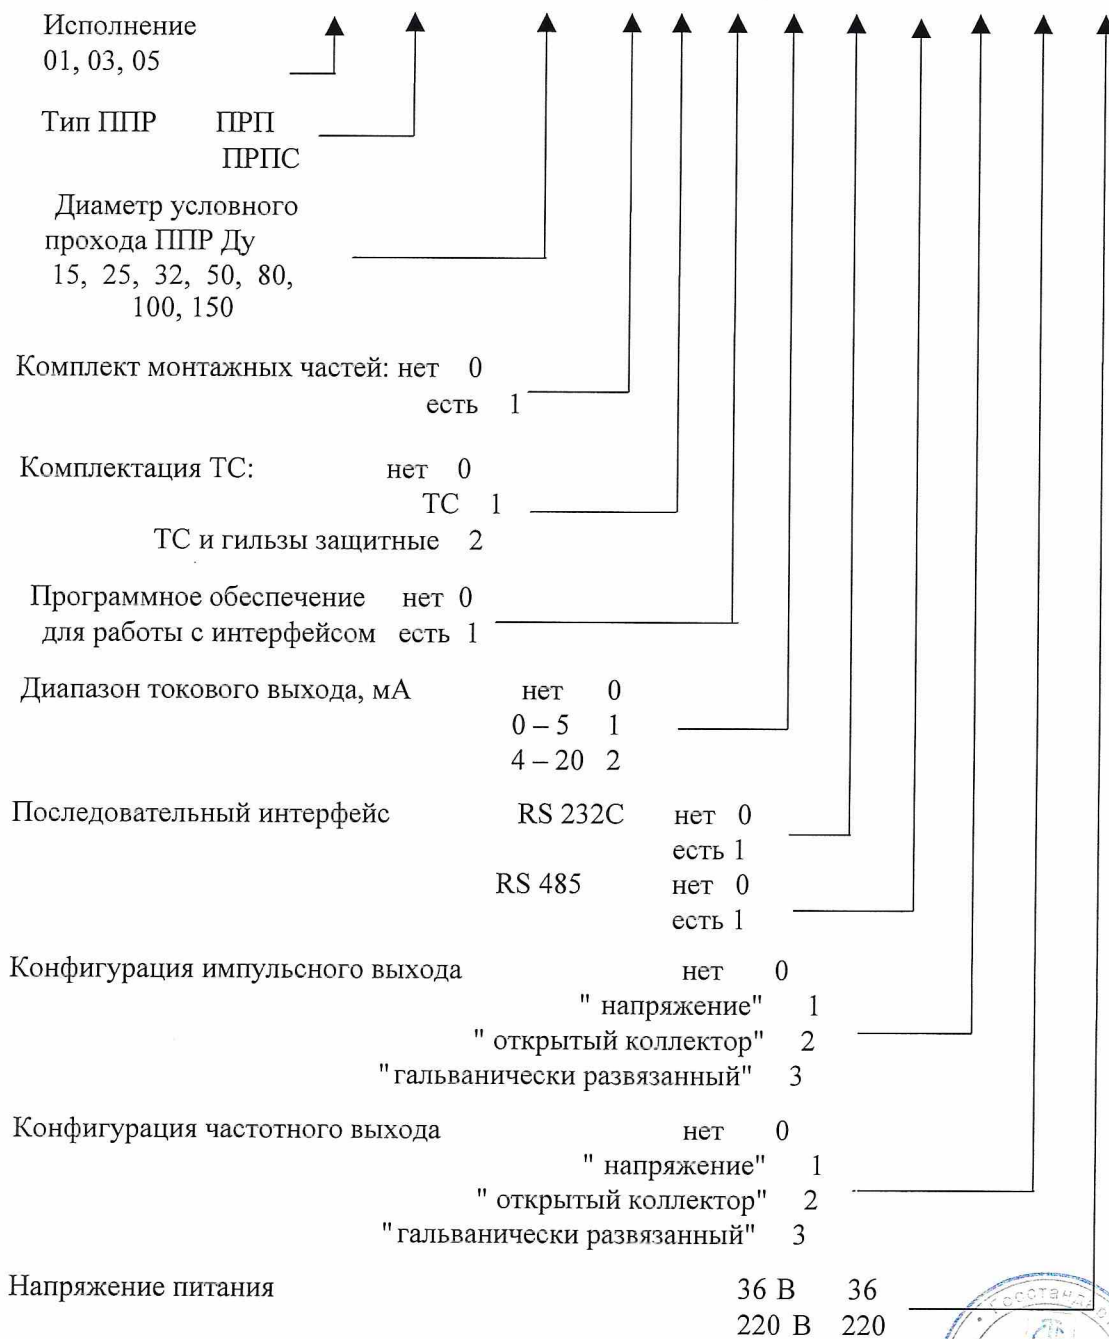 Исполнение
01, 03, 05
Тип ППР ПРП
ПРПС
Диаметр условного
прохода ППР Ду
15, 25, 32, 50, 80,
100, 150
Комплект монтажных частей: нет 0
есть 1
Комплектация ТС: нет 0
ТС 1
ТС и гильзы защитные 2
Программное обеспечение нет 0
для работы с интерфейсом есть 1
Диапазон токового выхода, мА нет 0
0 – 5 1
4 – 20 2
Последовательный интерфейс RS 232C нет 0
есть 1
RS 485 нет 0
есть 1
Конфигурация импульсного выхода нет 0
" напряжение" 1
" открытый коллектор" 2
"гальванически развязанный" 3
Конфигурация частотного выхода нет 0
" напряжение" 1
" открытый коллектор" 2
"гальванически развязанный" 3
Напряжение питания 36 В 36
220 В 220